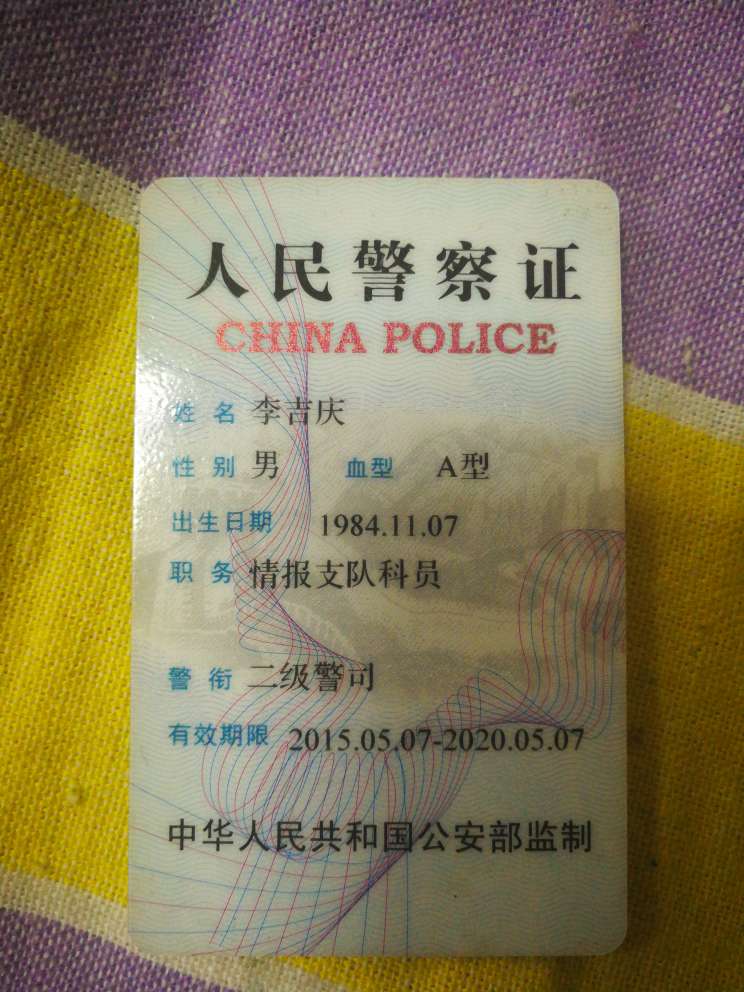 人民警察证
CHINA POLICE
姓名 李吉庆
性别 男 血型 A型
出生日期 1984.11.07
职务 情报支队科员
警衔 二级警司
有效期限 2015.05.07-2020.05.07
中华人民共和国公安部监制